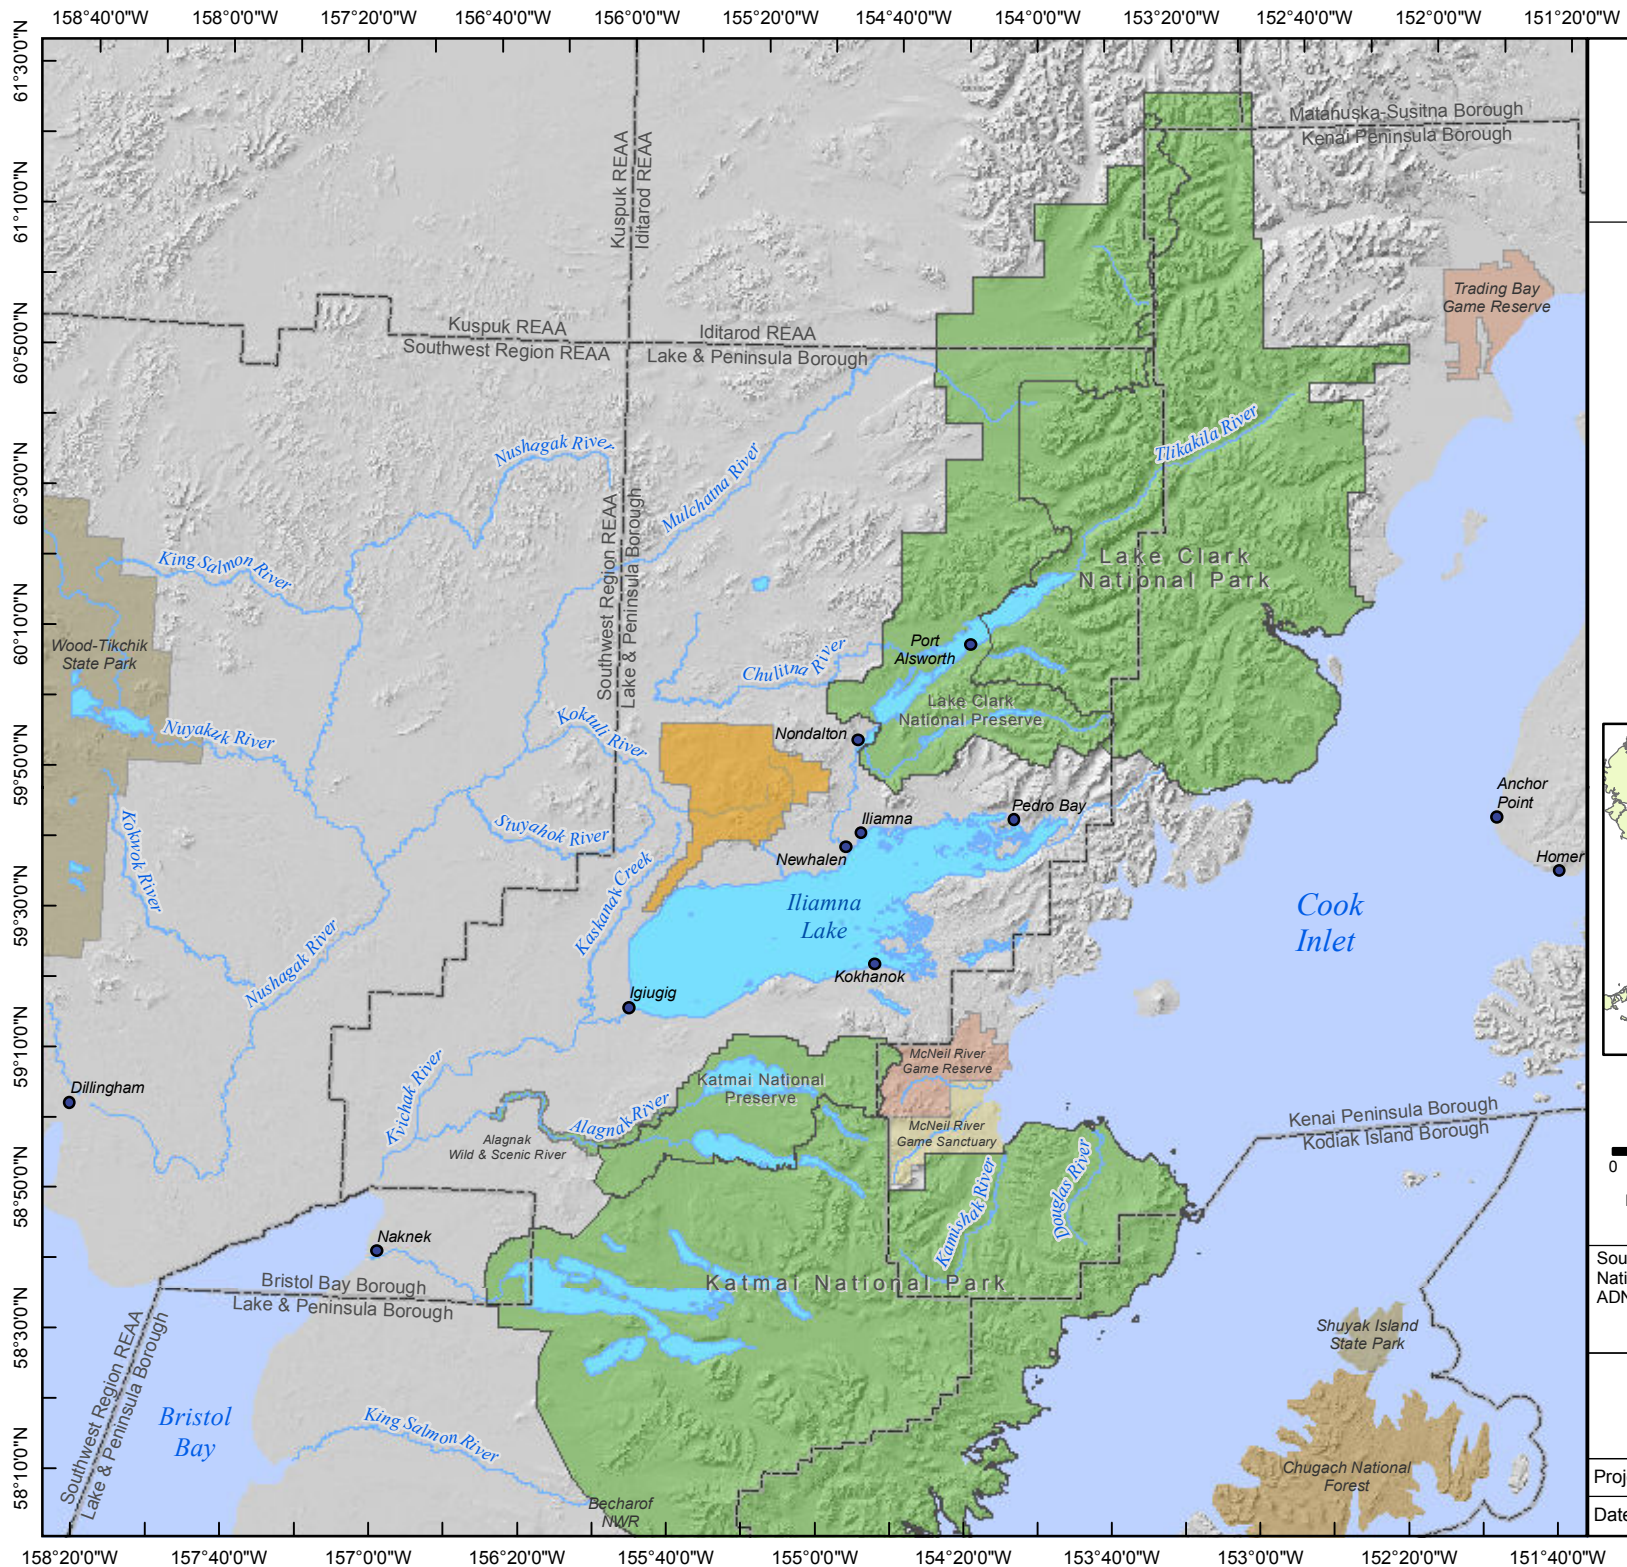 158°40'0"W 158°0'0"W 157°20'0"W 156°40'0"W 156°0'0"W 155°20'0"W 154°40'0"W 154°0'0"W 153°20'0"W 152°40'0"W 152°0'0"W 151°20'0"W
61°30'0"N
61°10'0"N
60°50'0"N
60°30'0"N
60°10'0"N
59°50'0"N
59°30'0"N
59°10'0"N
58°50'0"N
58°30'0"N
58°10'0"N
Matanuska-Susitna Borough
Kenai Peninsula Borough
Kuspuk REAA
Iditarod REAA
Trading Bay
Game Reserve
Kuspuk REAA
Southwest Region REAA
Iditarod REAA
Lake & Peninsula Borough
Nushagak River
Mulchatna River
Tlikakila River
Southwest Region REAA
Lake & Peninsula Borough
King Salmon River
Lake Clark
National Park
Wood-Tikchik
State Park
Port
Alsworth
Chulitna River
Lake Clark
National Preserve
Nuyakuk River
Koktuli River
Nondalton
Anchor
Point
Pedro Bay
Iliamna
Stuyahok River
Newhalen
Kokwok River
Homer
Kaskanak Creek
Iliamna
Lake
Cook
Inlet
Nushagak River
Kokhanok
Igiugig
McNeil River
Game Reserve
Dillingham
Katmai National
Preserve
Kvichak River
Alagnak River
Alagnak
Wild & Scenic River
McNeil River
Game Sanctuary
Kenai Peninsula Borough
Kodiak Island Borough
0
Kamishak River
Douglas River
Naknek
Sou
Nati
ADN
Bristol Bay Borough
Lake & Peninsula Borough
Katmai National Park
Shuyak Island
State Park
Southwest Region REAA
Lake & Peninsula Borough
Bristol
Bay
King Salmon River
Chugach National
Forest
Proj
Becharof
NWR
Date
158°20'0"W 157°40'0"W 157°0'0"W 156°20'0"W 155°40'0"W 155°0'0"W 154°20'0"W 153°40'0"W 153°0'0"W 152°20'0"W 151°40'0"W